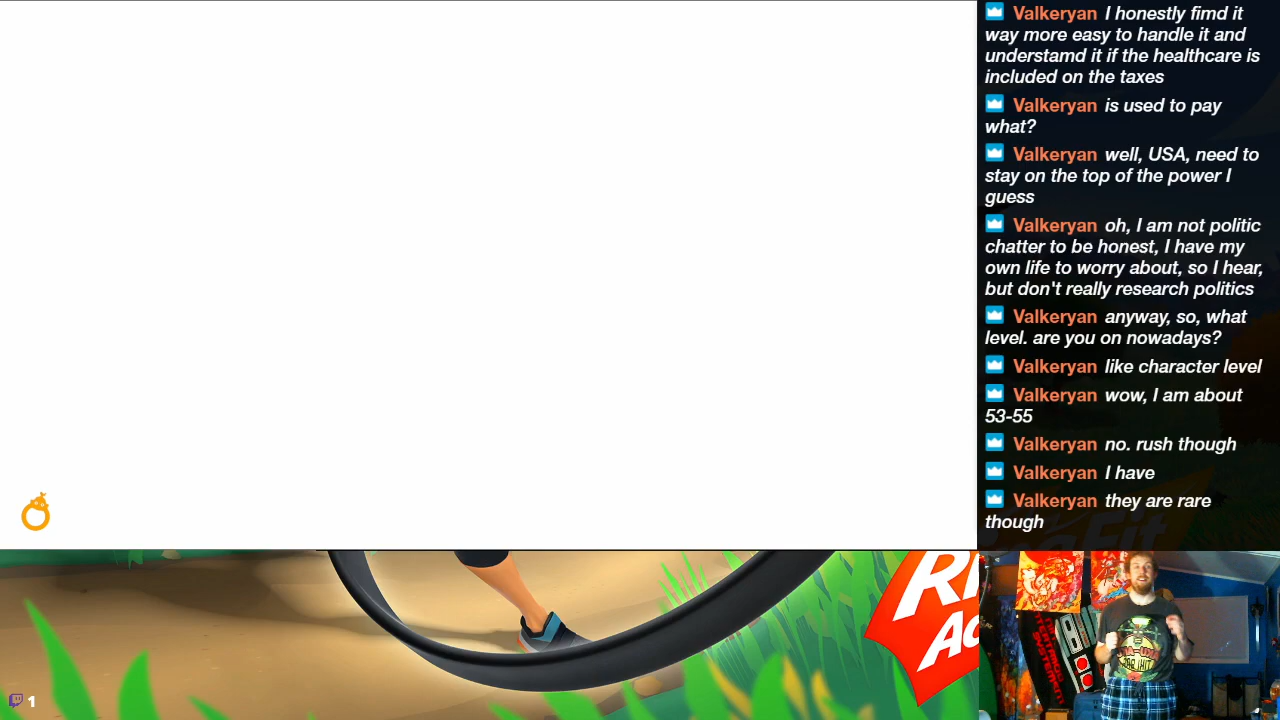 Valkeryan I honestly fimd it
way more easy to handle it and
understamd it if the healthcare is
included on the taxes
Valkeryan is used to pay
what?
Valkeryan well, USA, need to
stay on the top of the power I
guess
Valkeryan oh, I am not politic
chatter to be honest, I have my
own life to worry about, so I hear,
but don't really research politics
Valkeryan anyway, so, what
level. are you on nowadays?
Valkeryan like character level
Valkeryan wow, I am about
53-55
Valkeryan no. rush though
Valkeryan I have
Valkeryan they are rare
though
1